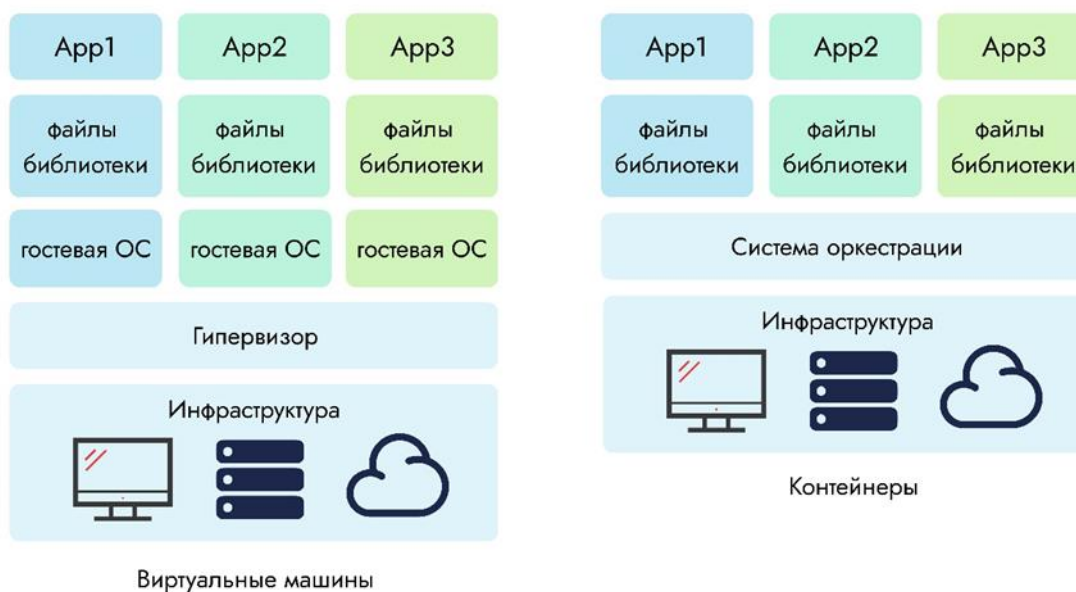 App1
App2
App3
файлы
библиотеки
файлы
библиотеки
файлы
библиотеки
гостевая ОС
гостевая ОС
гостевая ОС
Гипервизор
Инфраструктура
Виртуальные машины
App1
App2
App3
файлы
библиотеки
файлы
библиотеки
файлы
библиотеки
Система оркестрации
Инфраструктура
Контейнеры